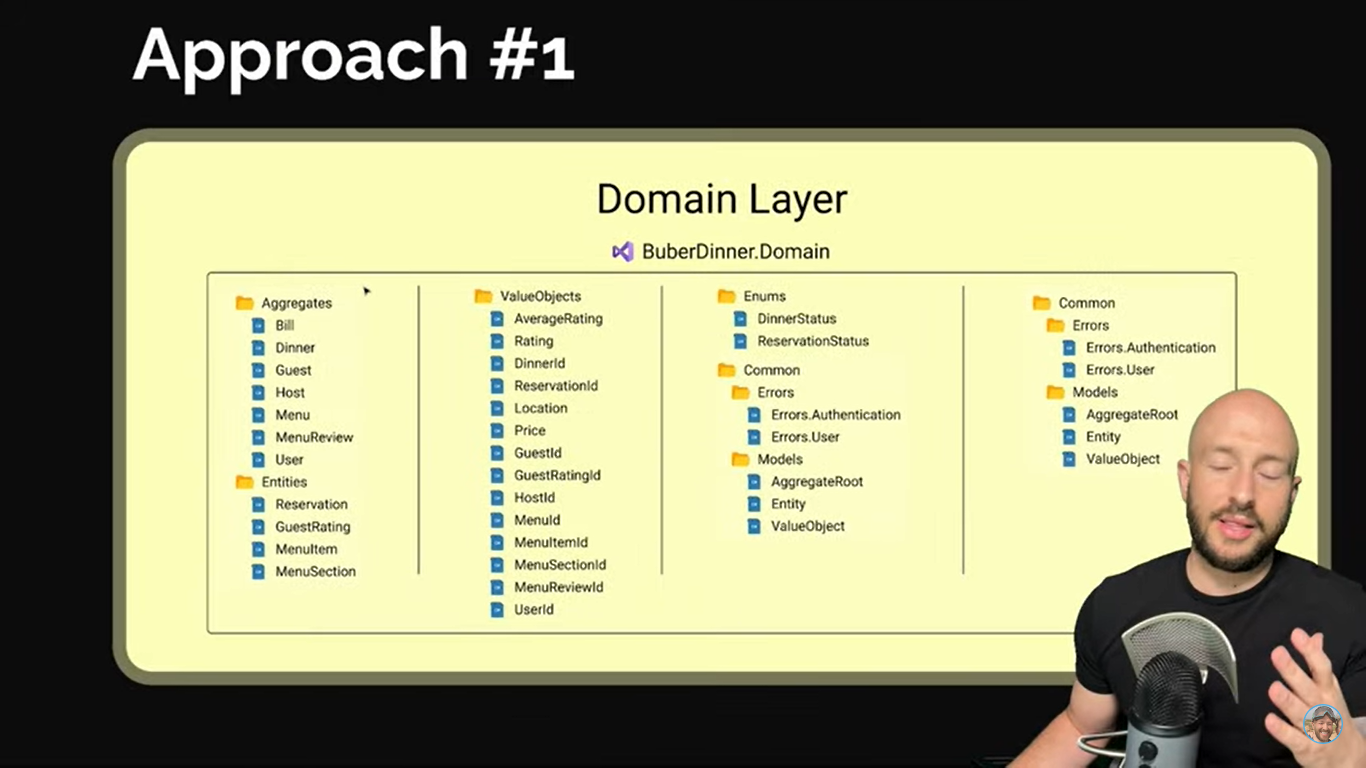 Approach #1
Domain Layer
BuberDinner.Domain
Aggregates
Bill
Dinner
Guest
Host
Menu
MenuReview
User
Entities
Reservation
GuestRating
MenuItem
MenuSection
ValueObjects
AverageRating
Rating
DinnerId
ReservationId
Location
Price
GuestId
GuestRatingId
HostId
MenuId
MenuItemId
MenuSectionId
MenuReviewId
UserId
Enums
DinnerStatus
ReservationStatus
Common
Errors
Errors.Authentication
Errors.User
Models
AggregateRoot
Entity
ValueObject
Common
Errors
Errors.Authentication
Errors.User
Models
AggregateRoot
Entity
ValueObject